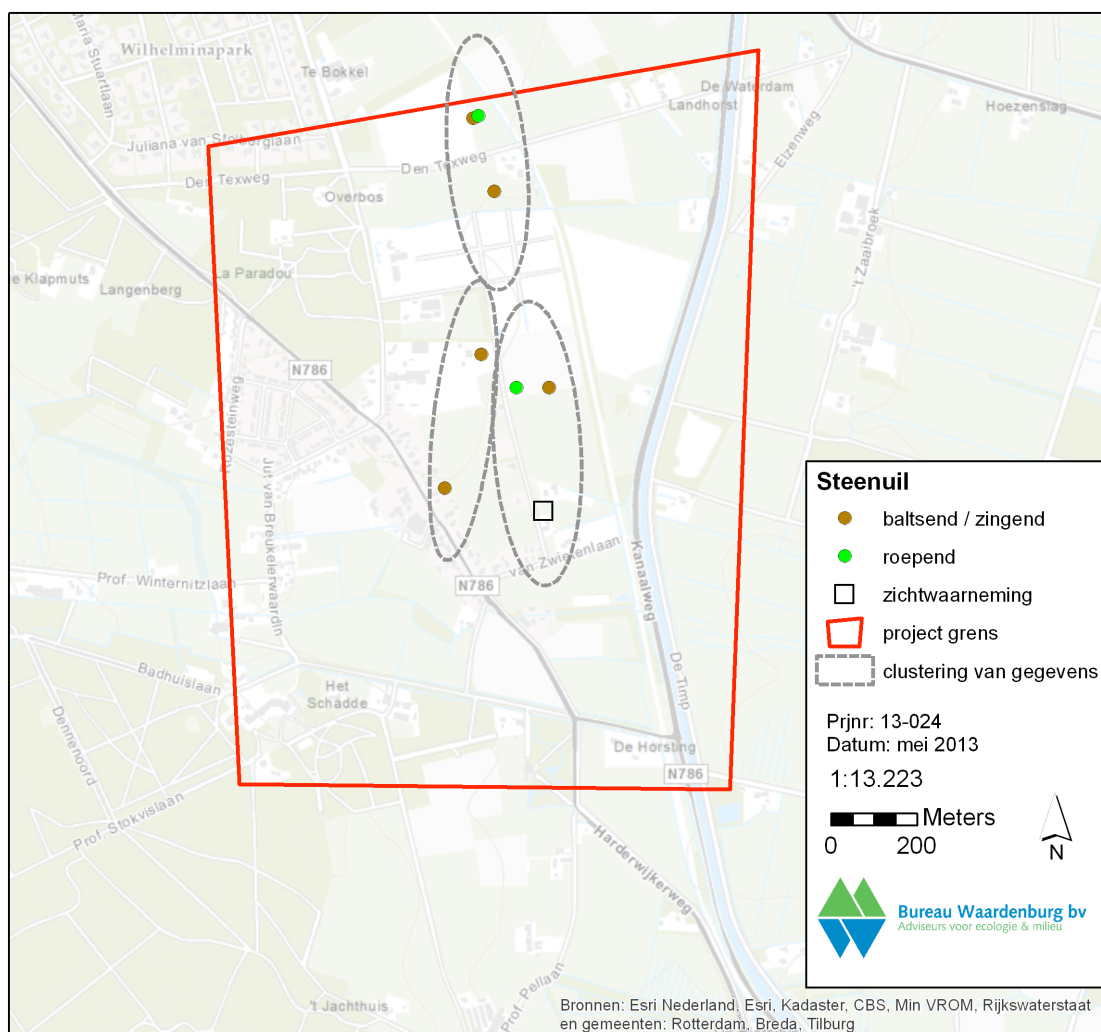 Wilhelminapark
Maria Stuartlaan
Te Bokkel
De Waterdam
Landhorst
Hoezenslag
Elzenweg
Juliana van Stolberglaan
Den Texweg
Den Texweg
Overbos
't Zaaibroek
La Paradou
e Klapmuts
Langenberg
N786
Rozesteinweg
Jut van Breukelerwaardln
Prof. Winternitzlaan
van Zwietenlaan
N786
Kanaalweg
De Timp
Badhuislaan
Het
Schadde
Dennenoord
De Horsting
N786
Prof. Stokvislaan
Harderwijkerweg
Prof. Pellaan
't Jachthuis
Steenuil
baltsend / zingend
roepend
zichtwaarneming
project grens
clustering van gegevens
Prjnr: 13-024
Datum: mei 2013
1:13.223
Meters
0 200
N
Bureau Waardenburg bv
Adviseurs voor ecologie & milieu
Bronnen: Esri Nederland, Esri, Kadaster, CBS, Min VROM, Rijkswaterstaat
en gemeenten: Rotterdam, Breda, Tilburg